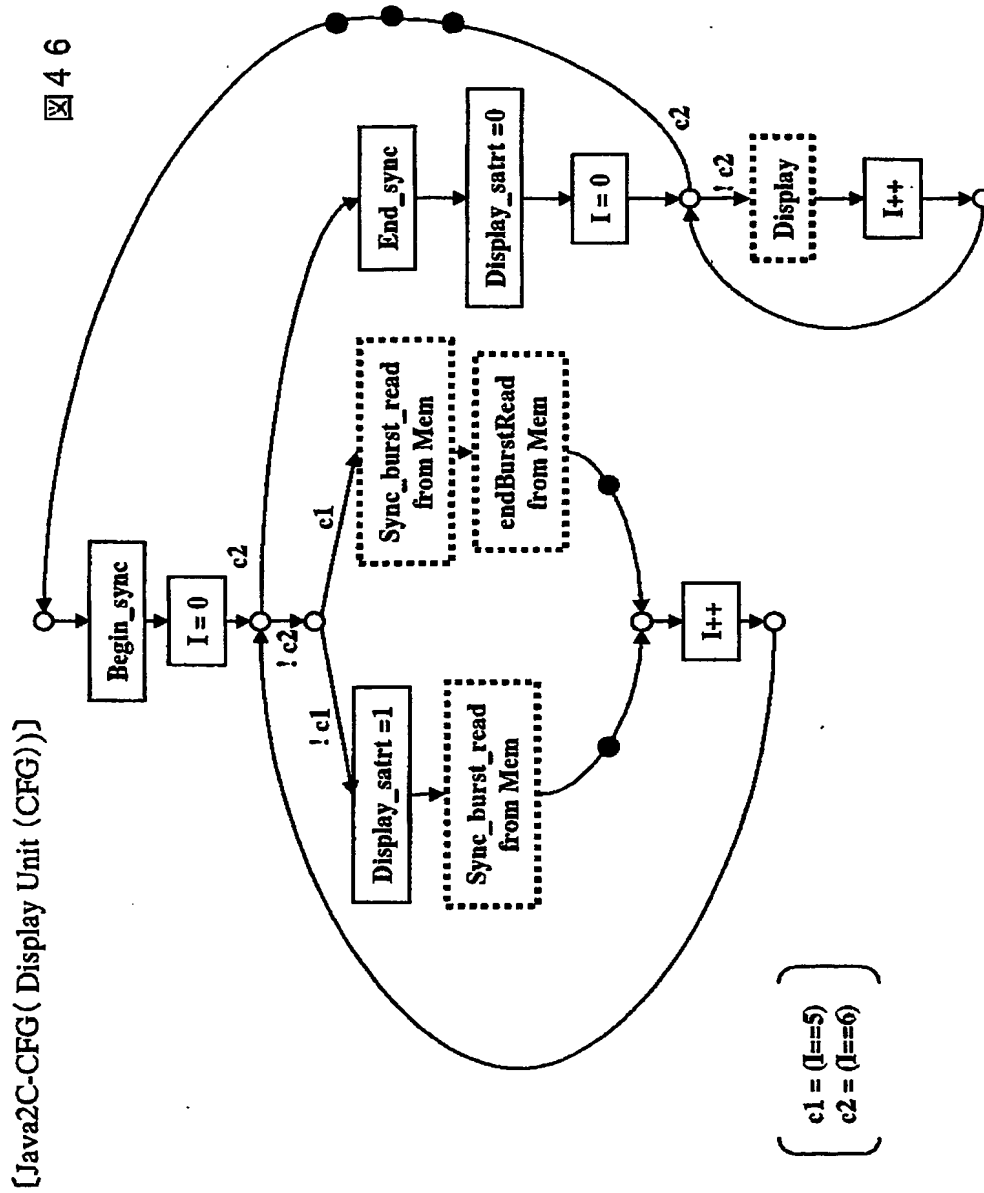 [Java2C-CFG( Display Unit (CFG))]
図46
Begin_sync
I = 0
c2
! c2
! c1
c1
Display_satrt =1
Sync_burst_read
from Mem
Sync_burst_read
from Mem
endBurstRead
from Mem
I++
End_sync
Display_satrt =0
I = 0
c2
! c2
Display
I++
c1 = (I==5)
c2 = (I==6)